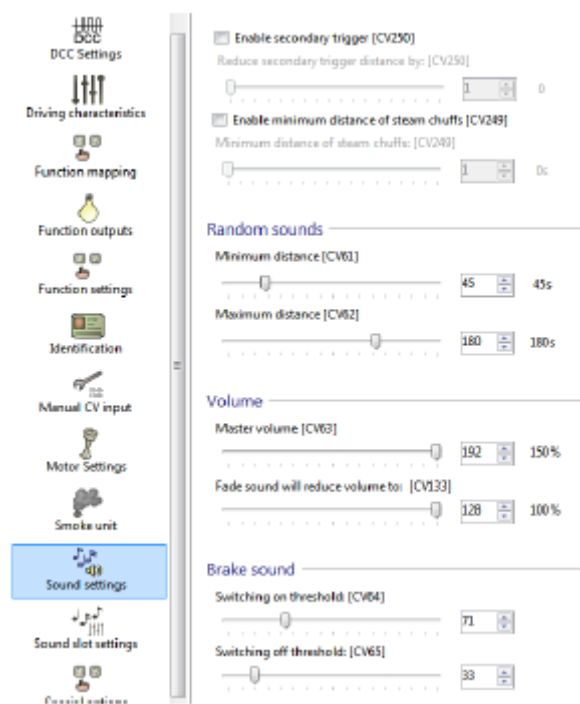 DCC
DCC Settings
Driving characteristics
Function mapping
Function outputs
Function settings
Identification
Manual CV input
Motor Settings
Smoke unit
Sound settings
Sound slot settings
Enable secondary trigger [CV250]
Reduce secondary trigger distance by: [CV250]
1 0
Enable minimum distance of steam chuffs [CV249]
Minimum distance of steam chuffs: [CV249]
1 0s
Random sounds
Minimum distance [CV61]
45 45s
Maximum distance [CV62]
180 180s
Volume
Master volume [CV63]
192 150%
Fade sound will reduce volume to: [CV133]
128 100%
Brake sound
Switching on threshold: [CV64]
71
Switching off threshold: [CV65]
33